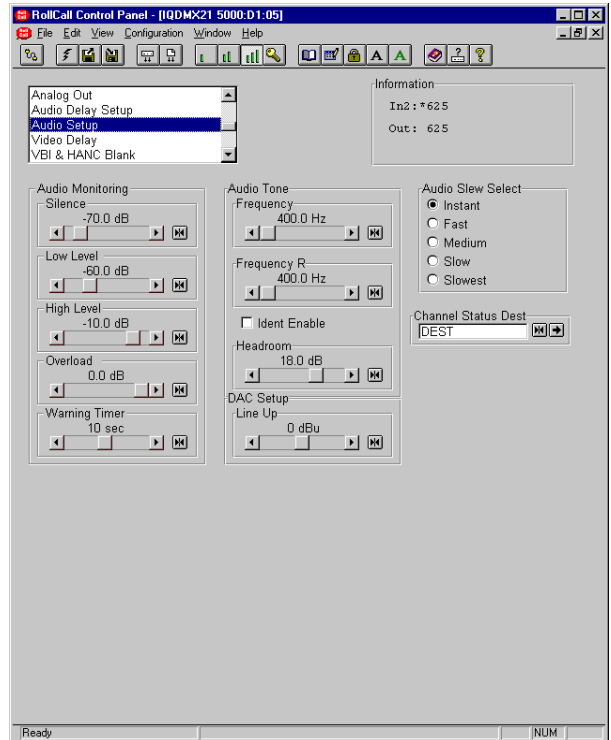 RollCall Control Panel - [IQDMX21 5000:D1:05]
File Edit View Configuration Window Help
A A
Analog Out
Audio Delay Setup
Audio Setup
Video Delay
VBI & HANC Blank
Information
In2:*625
Out: 625
Audio Monitoring
Silence
-70.0 dB
Low Level
-60.0 dB
High Level
-10.0 dB
Overload
0.0 dB
Warning Timer
10 sec
Audio Tone
Frequency
400.0 Hz
Frequency R
400.0 Hz
Ident Enable
Headroom
18.0 dB
DAC Setup
Line Up
0 dBu
Audio Slew Select
Instant
Fast
Medium
Slow
Slowest
Channel Status Dest
DEST
Ready
NUM